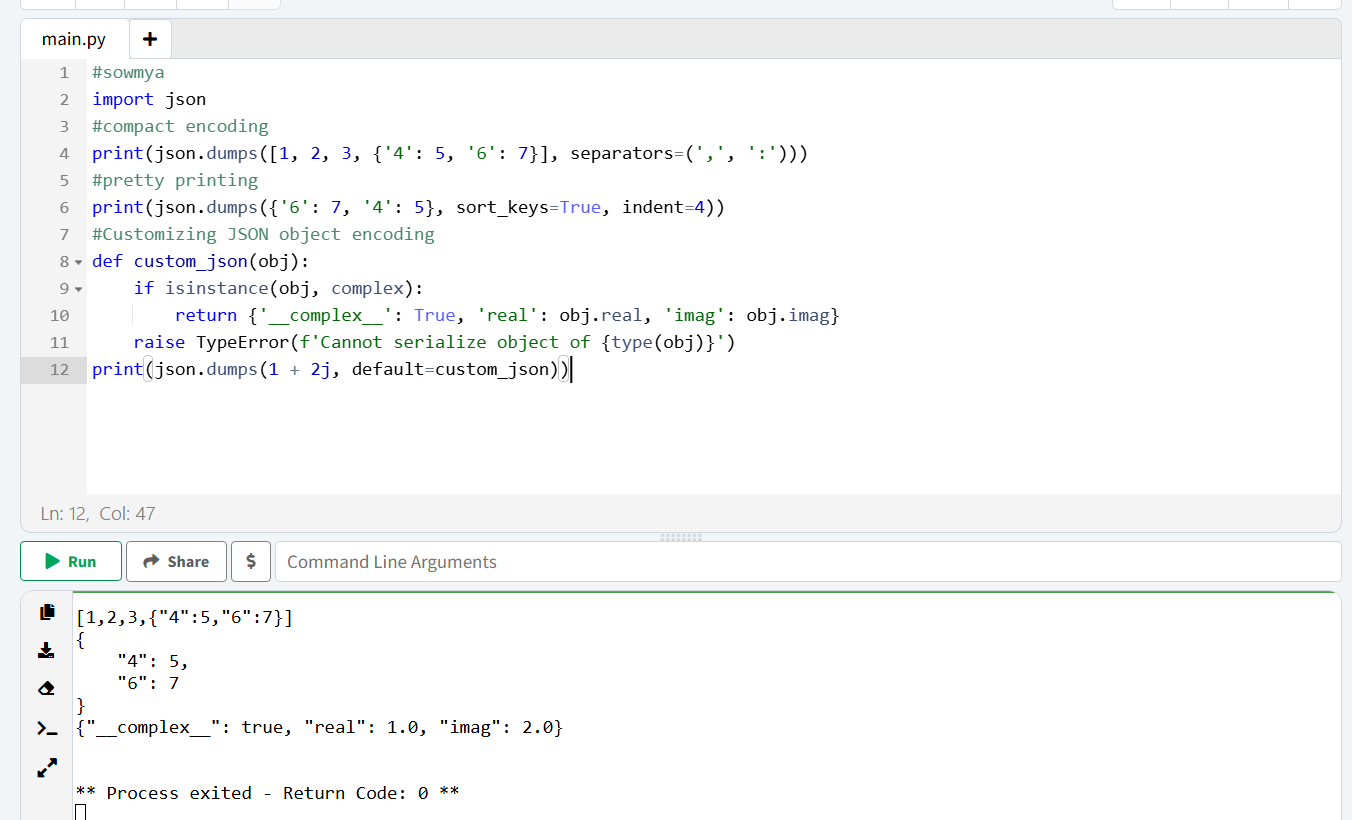 main.py
1 #sowmya
2 import json
3 #compact encoding
4 print(json.dumps([1, 2, 3, {'4': 5, '6': 7}], separators=(',', ':')))
5 #pretty printing
6 print(json.dumps({'6': 7, '4': 5}, sort_keys=True, indent=4))
7 #Customizing JSON object encoding
8 def custom_json(obj):
9     if isinstance(obj, complex):
10         return {'__complex__': True, 'real': obj.real, 'imag': obj.imag}
11     raise TypeError(f'Cannot serialize object of {type(obj)}')
12 print(json.dumps(1 + 2j, default=custom_json))
Ln: 12, Col: 47
Run Share $ Command Line Arguments
[1,2,3,{"4":5,"6":7}]
{
    "4": 5,
    "6": 7
}
{"__complex__": true, "real": 1.0, "imag": 2.0}
** Process exited - Return Code: 0 **